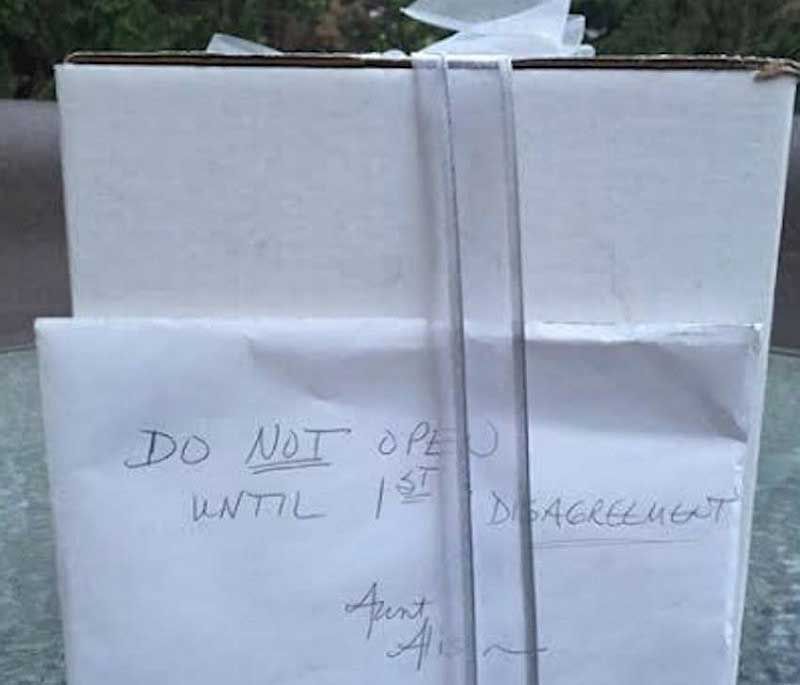 DO NOT OPEN
UNTIL 1ST DISAGREEMENT
Aunt